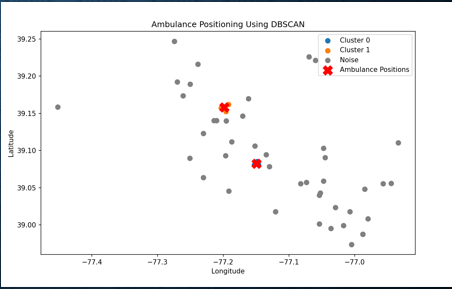 Ambulance Positioning Using DBSCAN
Cluster 0
Cluster 1
Noise
Ambulance Positions
39.25
39.20
39.15
39.10
39.05
39.00
Latitude
−77.4
−77.3
−77.2
−77.1
−77.0
Longitude